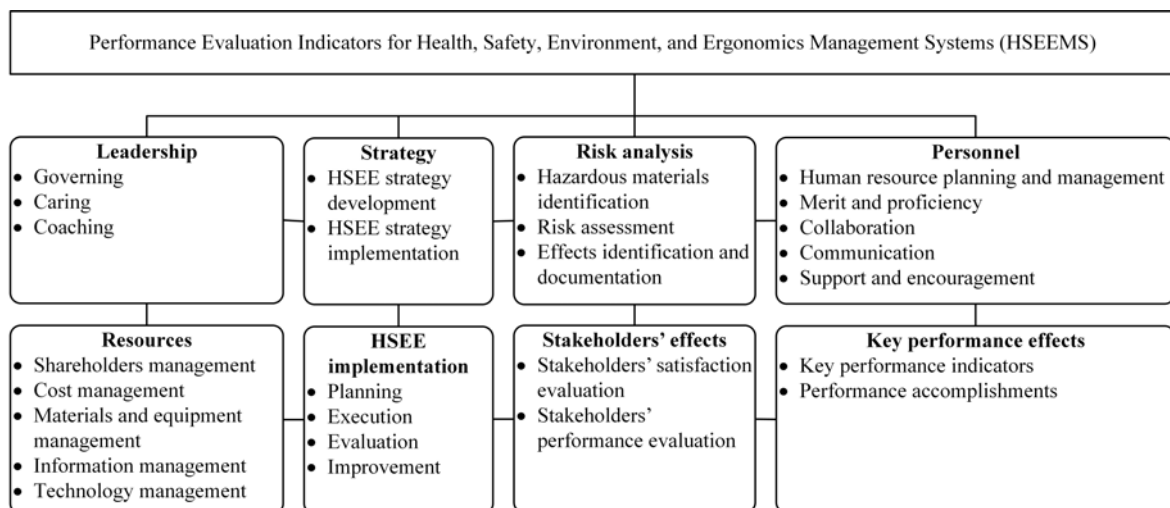 Performance Evaluation Indicators for Health, Safety, Environment, and Ergonomics Management Systems (HSEEMS)
Leadership
• Governing
• Caring
• Coaching
Strategy
• HSEE strategy
development
• HSEE strategy
implementation
Risk analysis
• Hazardous materials
identification
• Risk assessment
• Effects identification and
documentation
Personnel
• Human resource planning and management
• Merit and proficiency
• Collaboration
• Communication
• Support and encouragement
Resources
• Shareholders management
• Cost management
• Materials and equipment
management
• Information management
• Technology management
HSEE
implementation
• Planning
• Execution
• Evaluation
• Improvement
Stakeholders’ effects
• Stakeholders’ satisfaction
evaluation
• Stakeholders’
performance evaluation
Key performance effects
• Key performance indicators
• Performance accomplishments